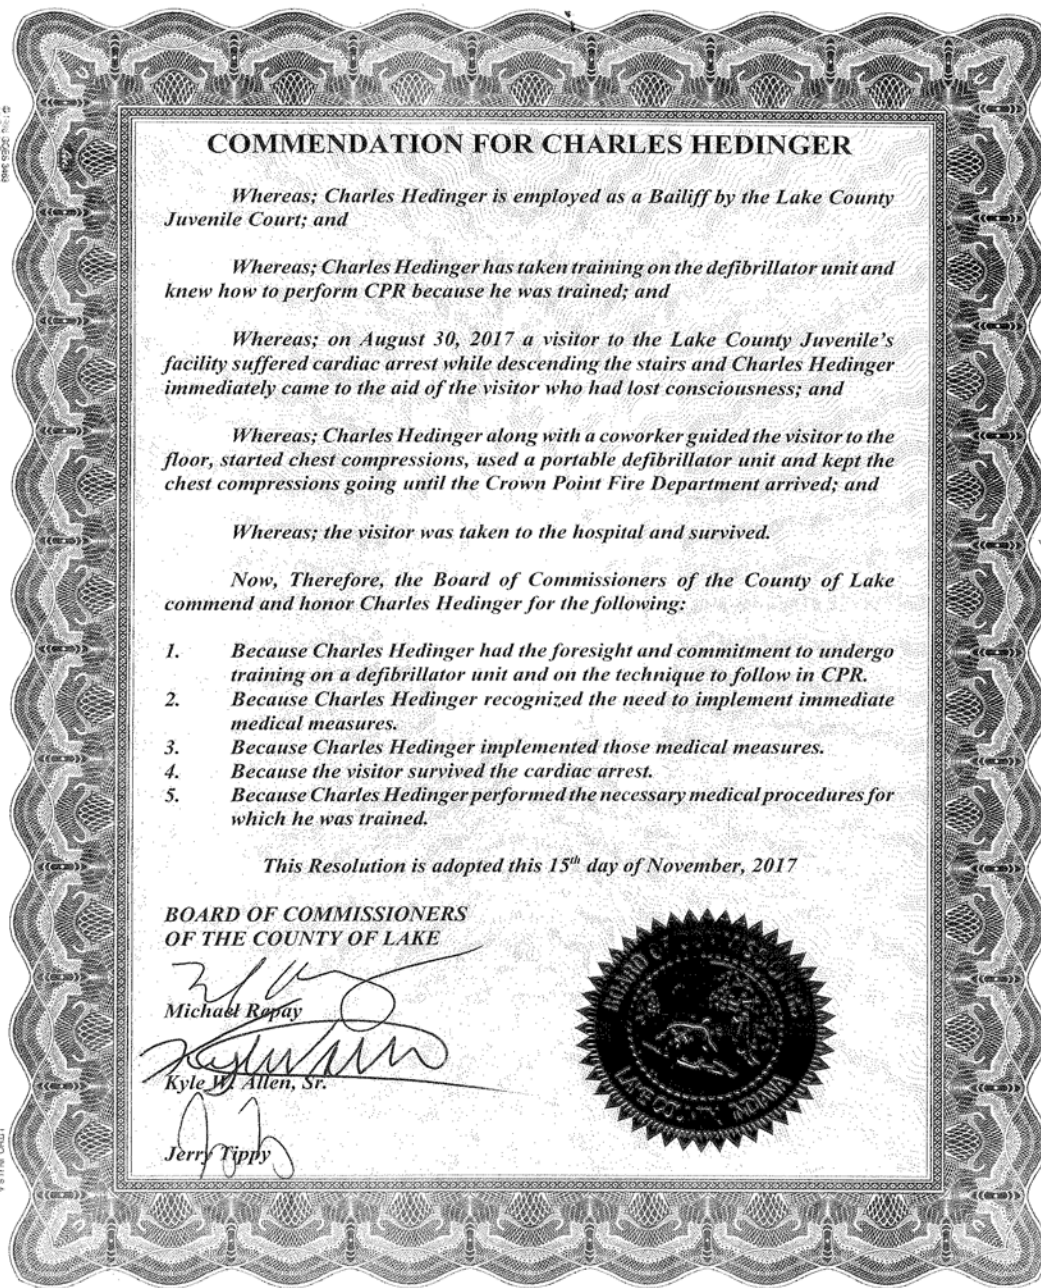 COMMENDATION FOR CHARLES HEDINGER
Whereas; Charles Hedinger is employed as a Bailiff by the Lake County
Juvenile Court; and
Whereas; Charles Hedinger has taken training on the defibrillator unit and
knew how to perform CPR because he was trained; and
Whereas; on August 30, 2017 a visitor to the Lake County Juvenile's
facility suffered cardiac arrest while descending the stairs and Charles Hedinger
immediately came to the aid of the visitor who had lost consciousness; and
Whereas; Charles Hedinger along with a coworker guided the visitor to the
floor, started chest compressions, used a portable defibrillator unit and kept the
chest compressions going until the Crown Point Fire Department arrived; and
Whereas; the visitor was taken to the hospital and survived.
Now, Therefore, the Board of Commissioners of the County of Lake
commend and honor Charles Hedinger for the following:
1. Because Charles Hedinger had the foresight and commitment to undergo
training on a defibrillator unit and on the technique to follow in CPR.
2. Because Charles Hedinger recognized the need to implement immediate
medical measures.
3. Because Charles Hedinger implemented those medical measures.
4. Because the visitor survived the cardiac arrest.
5. Because Charles Hedinger performed the necessary medical procedures for
which he was trained.
This Resolution is adopted this 15th day of November, 2017
BOARD OF COMMISSIONERS
OF THE COUNTY OF LAKE
Michael Repay
Kyle W. Allen, Sr.
Jerry Tippy
BOARD OF
LAKE COUNTY, INDIANA